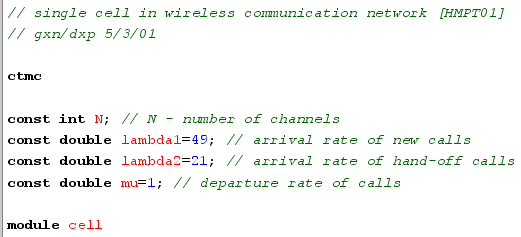 // single cell in wireless communication network [HMPT01]
// gxn/dxp 5/3/01
ctmc
const int N; // N - number of channels
const double lambda1=49; // arrival rate of new calls
const double lambda2=21; // arrival rate of hand-off calls
const double mu=1; // departure rate of calls
module cell